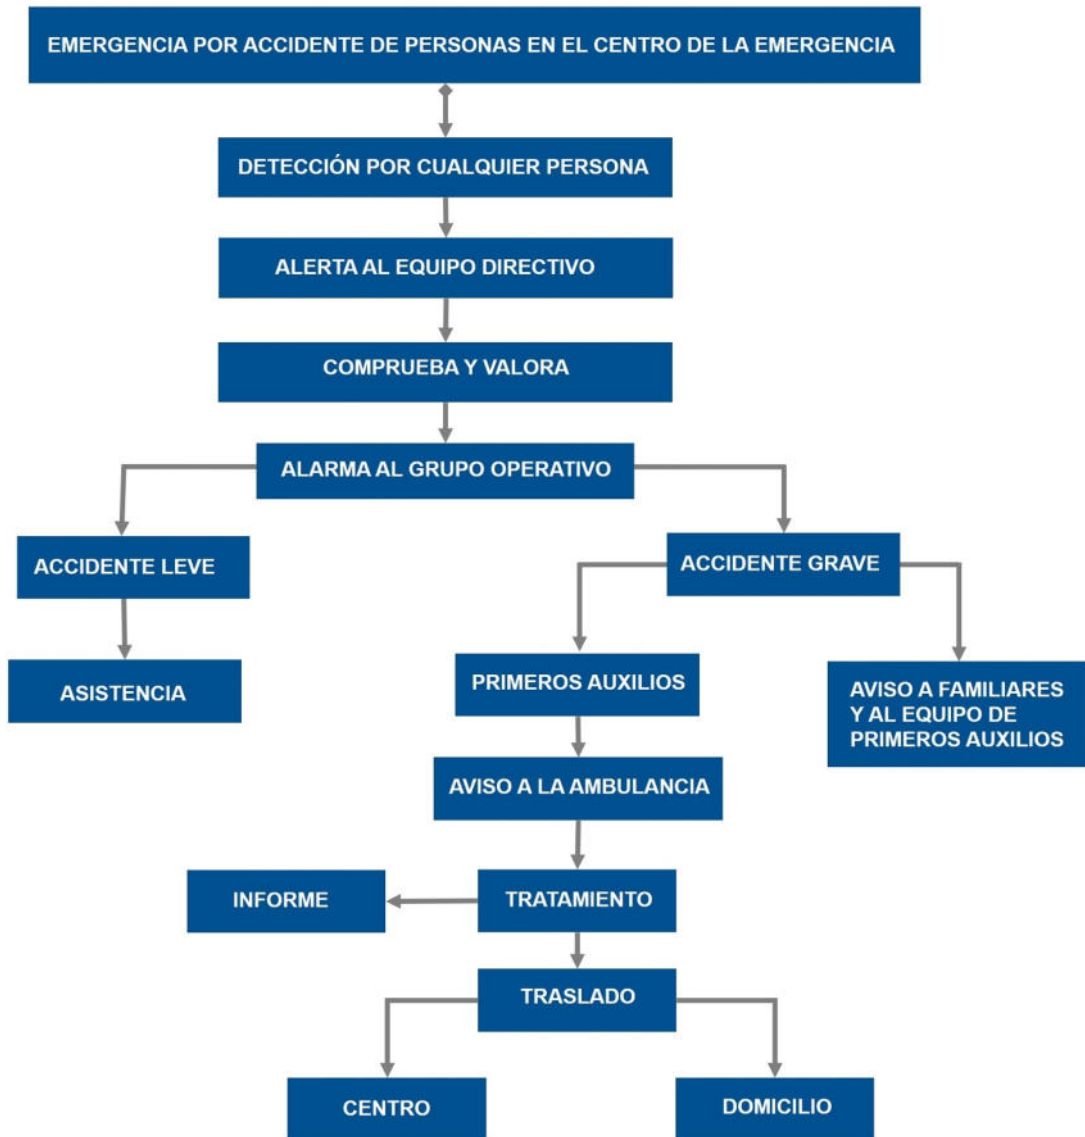 EMERGENCIA POR ACCIDENTE DE PERSONAS EN EL CENTRO DE LA EMERGENCIA
DETECCIÓN POR CUALQUIER PERSONA
ALERTA AL EQUIPO DIRECTIVO
COMPRUEBA Y VALORA
ALARMA AL GRUPO OPERATIVO
ACCIDENTE LEVE
ACCIDENTE GRAVE
ASISTENCIA
PRIMEROS AUXILIOS
AVISO A FAMILIARES
Y AL EQUIPO DE
PRIMEROS AUXILIOS
AVISO A LA AMBULANCIA
INFORME
TRATAMIENTO
TRASLADO
CENTRO
DOMICILIO